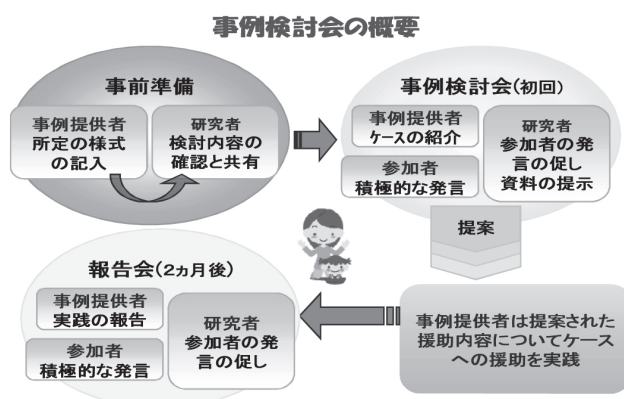 事例検討会の概要
事前準備
事例提供者
所定の様式
の記入
研究者
検討内容の
確認と共有
事例検討会(初回)
事例提供者
ケースの紹介
参加者
積極的な発言
研究者
参加者の発
言の促し
資料の提示
提案
事例提供者は提案された
援助内容についてケース
への援助を実践
報告会(2ヵ月後)
事例提供者
実践の報告
参加者
積極的な発言
研究者
参加者の発
言の促し